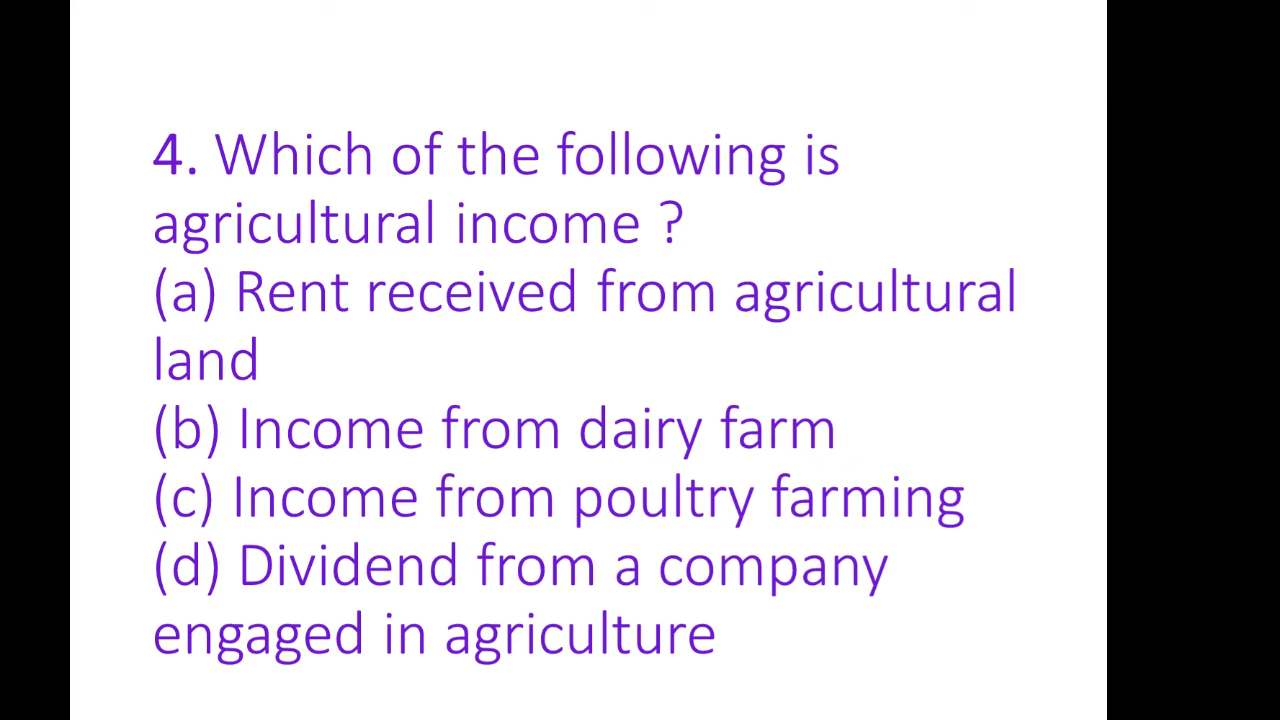 4. Which of the following is
agricultural income ?
(a) Rent received from agricultural
land
(b) Income from dairy farm
(c) Income from poultry farming
(d) Dividend from a company
engaged in agriculture